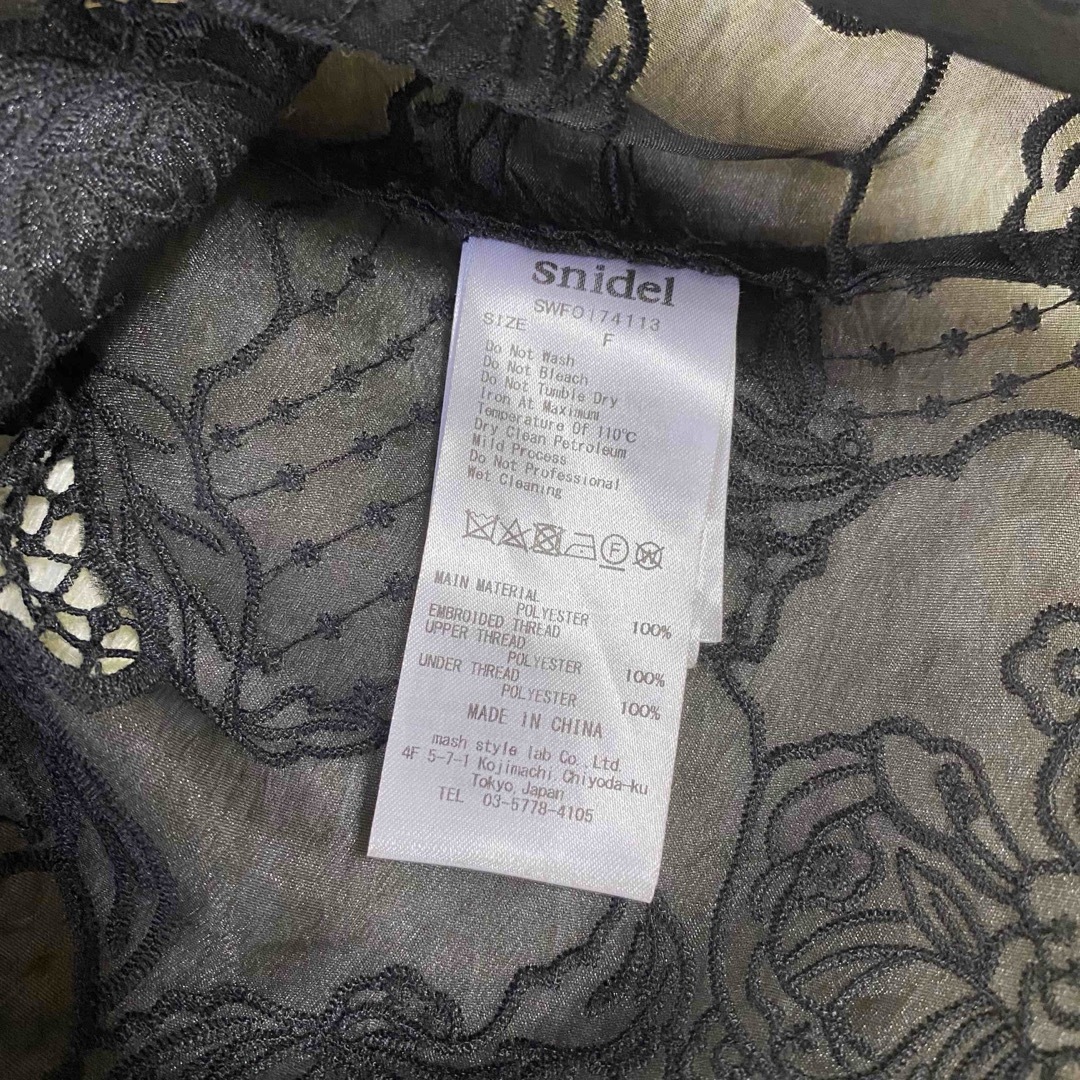 snidel
SWFO174113
SIZE
F
Do Not Wash
Do Not Bleach
Do Not Tumble Dry
Iron At Maximum
Temperature Of 110℃
Dry Clean Petroleum
Mild Process
Do Not Professional
Wet Cleaning
F
MAIN MATERIAL
POLYESTER 100%
EMBROIDED THREAD
UPPER THREAD
POLYESTER 100%
UNDER THREAD
POLYESTER 100%
MADE IN CHINA
mash style lab Co., Ltd.
4F 5-7-1 Kojimachi, Chiyoda-ku
Tokyo, Japan
TEL 03-5778-4105